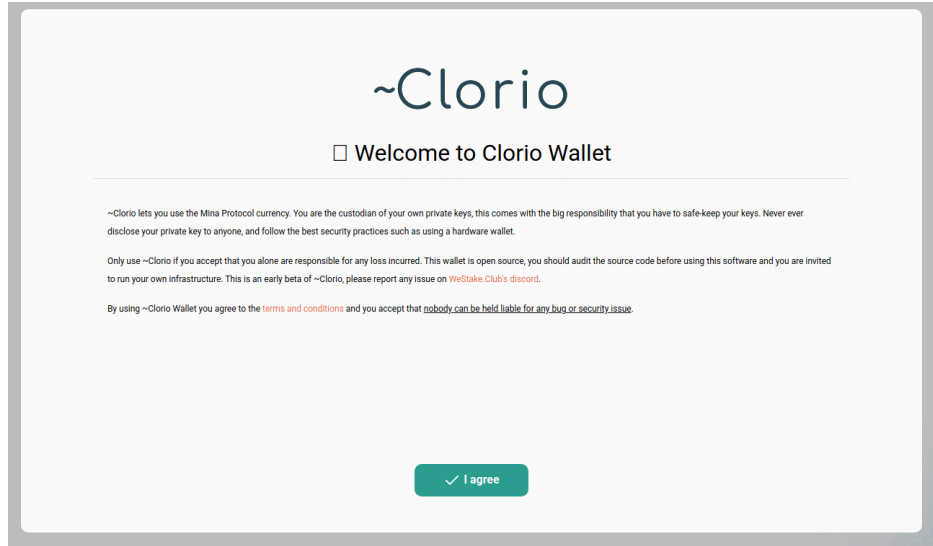 ~Clorio
Welcome to Clorio Wallet
~Clorio lets you use the Mina Protocol currency. You are the custodian of your own private keys, this comes with the big responsibility that you have to safe-keep your keys. Never ever
disclose your private key to anyone, and follow the best security practices such as using a hardware wallet.
Only use ~Clorio if you accept that you alone are responsible for any loss incurred. This wallet is open source, you should audit the source code before using this software and you are invited
to run your own infrastructure. This is an early beta of ~Clorio, please report any issue on WeStake.Club's discord.
By using ~Clorio Wallet you agree to the terms and conditions and you accept that nobody can be held liable for any bug or security issue.
I agree